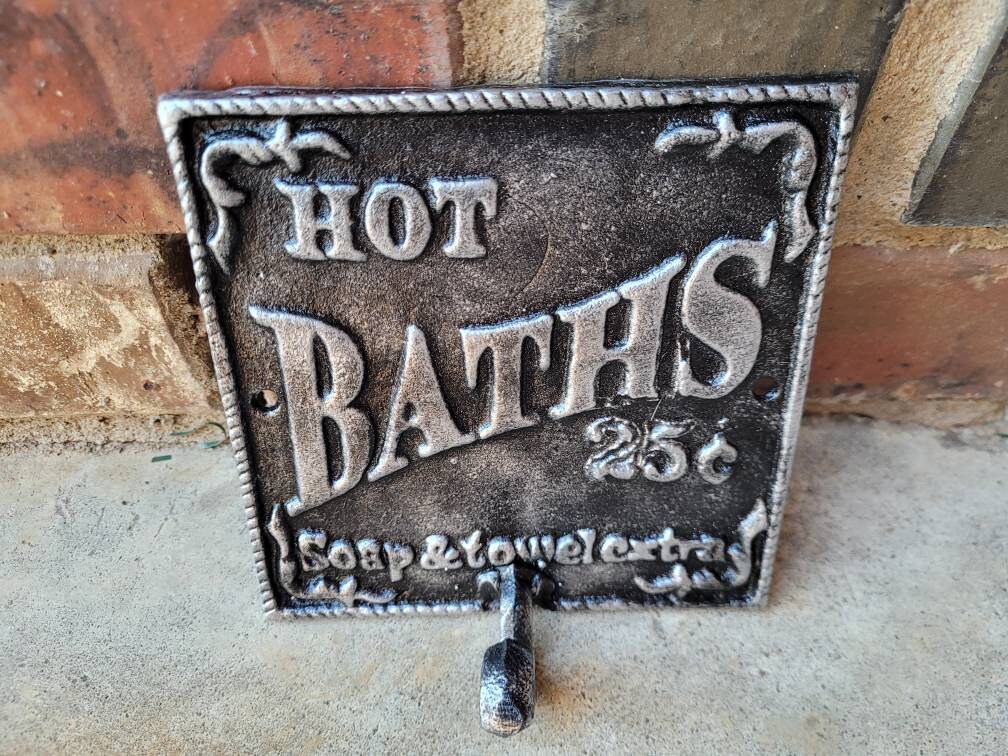 HOT
BATHS
25¢
Soap & towel extra